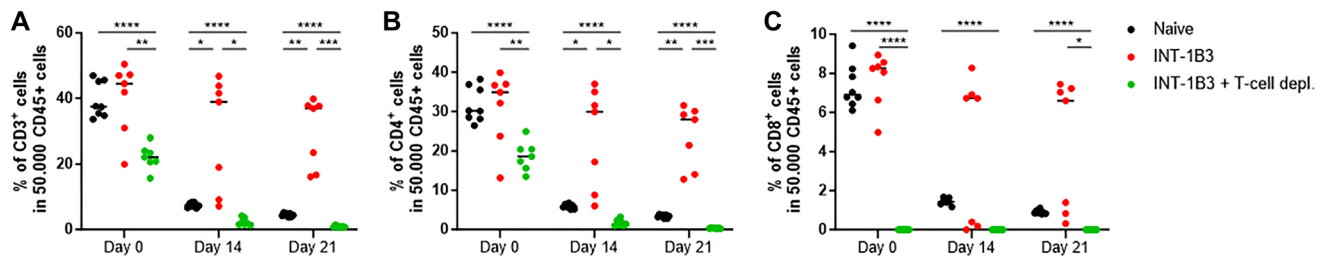 A
% of CD3+ cells
in 50.000 CD45+ cells
60
40
20
0
****
**
****
*
*
****
**
***
Day 0
Day 14
Day 21
B
% of CD4+ cells
in 50.000 CD45+ cells
50
40
30
20
10
0
****
**
****
*
*
****
**
***
Day 0
Day 14
Day 21
C
% of CD8+ cells
in 50.000 CD45+ cells
10
8
6
4
2
0
****
****
****
****
*
Day 0
Day 14
Day 21
Naive
INT-1B3
INT-1B3 + T-cell depl.